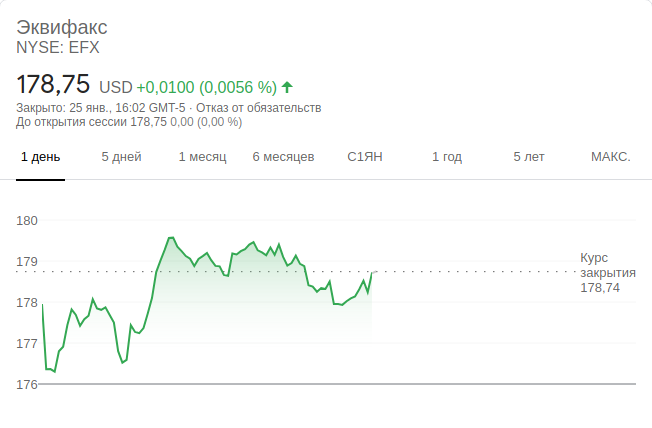 Эквифакс
NYSE: EFX
178,75 USD +0,0100 (0,0056 %)
Закрыто: 25 янв., 16:02 GMT-5 · Отказ от обязательств
До открытия сессии 178,75 0,00 (0,00 %)
1 день 5 дней 1 месяц 6 месяцев С1ЯН 1 год 5 лет МАКС.
180
179
178
177
176
Курс
закрытия
178,74